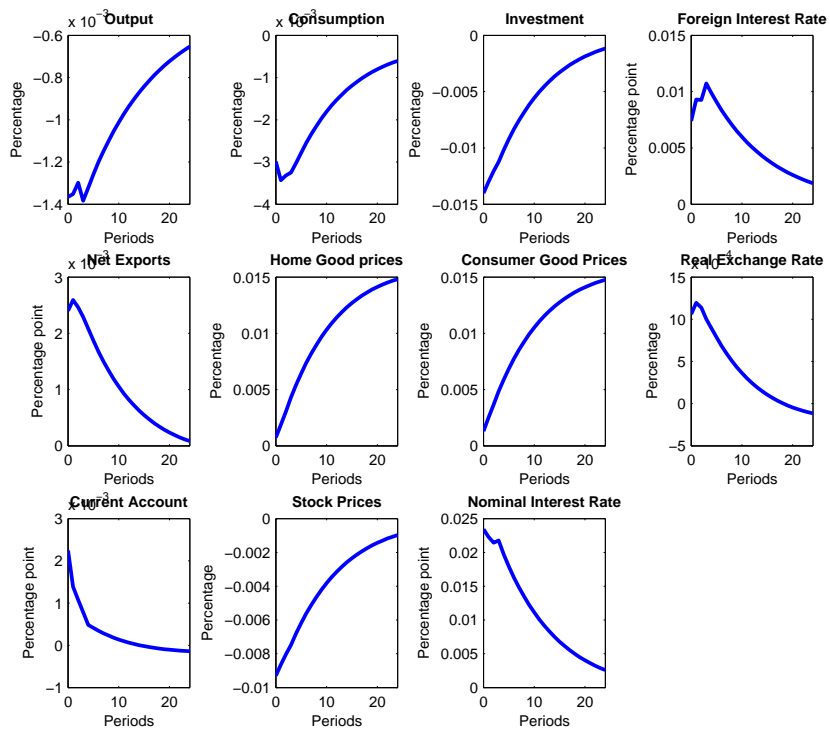 Output
x 10⁻³
−0.6
−0.8
−1
−1.2
−1.4
Percentage
0
10
20
Periods
Consumption
x 10⁻³
0
−1
−2
−3
−4
Percentage
0
10
20
Periods
Investment
0
−0.005
−0.01
−0.015
Percentage
0
10
20
Periods
Foreign Interest Rate
0.015
0.01
0.005
0
Percentage point
0
10
20
Periods
Net Exports
x 10⁻³
3
2
1
0
Percentage point
0
10
20
Periods
Home Good prices
0.015
0.01
0.005
0
Percentage
0
10
20
Periods
Consumer Good Prices
0.015
0.01
0.005
0
Percentage
0
10
20
Periods
Real Exchange Rate
x 10⁻⁴
15
10
5
0
−5
Percentage
0
10
20
Periods
Current Account
x 10⁻³
3
2
1
0
−1
Percentage point
0
10
20
Periods
Stock Prices
0
−0.002
−0.004
−0.006
−0.008
−0.01
Percentage
0
10
20
Periods
Nominal Interest Rate
0.025
0.02
0.015
0.01
0.005
0
Percentage point
0
10
20
Periods